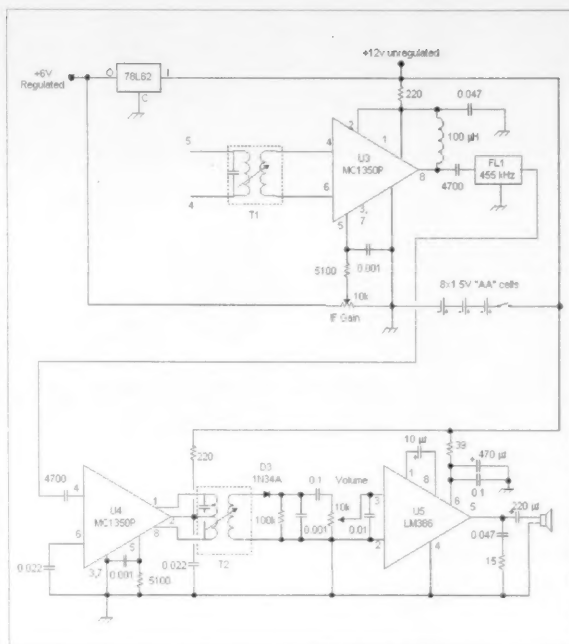 +12v unregulated
+6V
Regulated
O
78L62
I
C
220
0.047
2
1
100 µH
5
4
U3
MC1350P
8
4700
FL1
455 kHz
4
6
T1
3,
7
5
0.001
5100
10k
IF Gain
8x1.5V "AA" cells
220
4700
4
U4
MC1350P
1
2
8
6
5
3,7
0.001
5100
0.022
0.022
T2
D3
1N34A
100k
0.001
0.1
Volume
10k
0.01
10 µf
+
1
8
3
2
U5
LM386
6
5
4
39
+
470 µf
0.1
220 µf
+
0.047
15